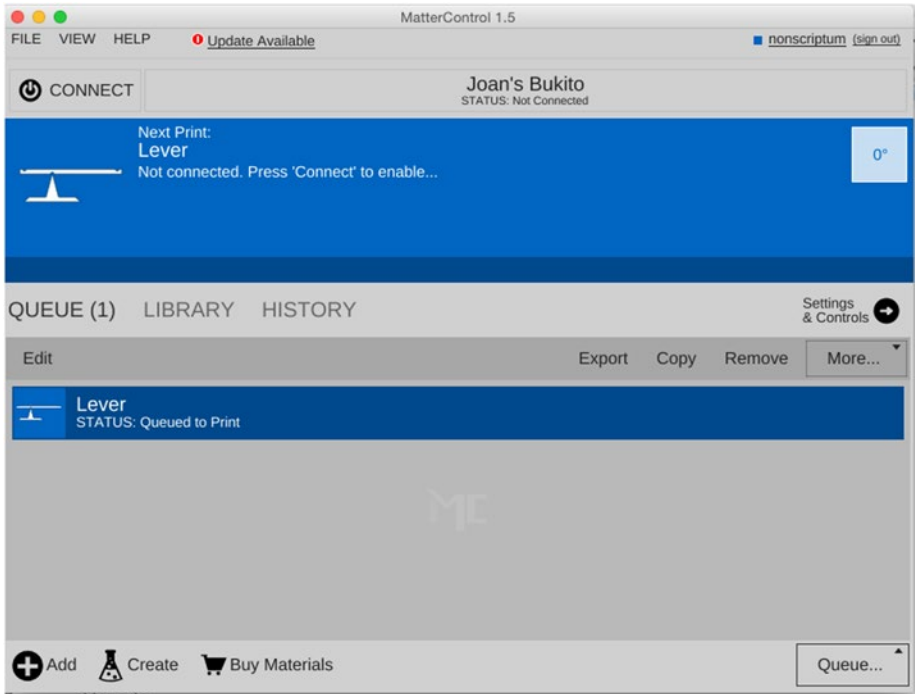 MatterControl 1.5
FILE VIEW HELP Update Available nonscriptum (sign out)
CONNECT
Joan's Bukito
STATUS: Not Connected
Next Print:
Lever
Not connected. Press 'Connect' to enable...
0°
QUEUE (1) LIBRARY HISTORY
Settings
& Controls
Edit Export Copy Remove More...
Lever
STATUS: Queued to Print
MC
Add Create Buy Materials Queue...